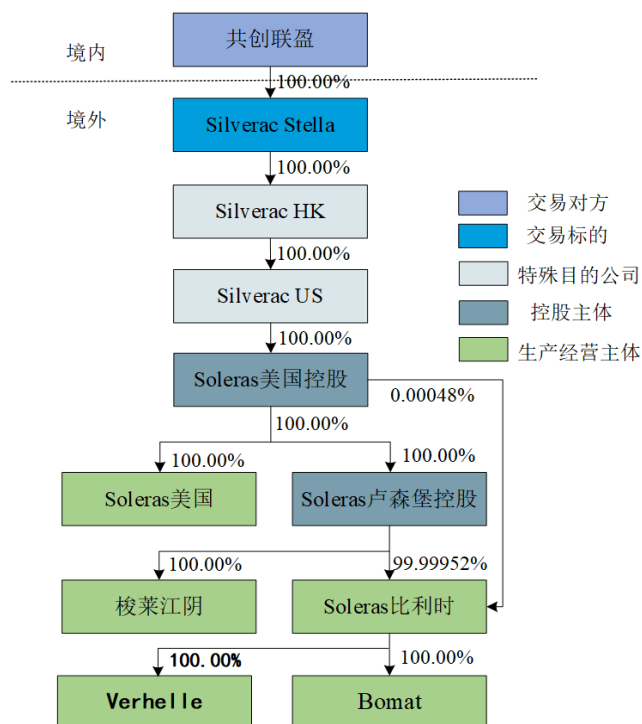 共创联盈
境内
100.00%
境外
Silverac Stella
100.00%
Silverac HK
交易对方
100.00%
交易标的
Silverac US
特殊目的公司
100.00%
控股主体
Soleras美国控股
生产经营主体
0.00048%
100.00%
100.00%
100.00%
Soleras美国
Soleras卢森堡控股
100.00%
99.99952%
梭莱江阴
Soleras比利时
100.00%
100.00%
Verhelle
Bomat